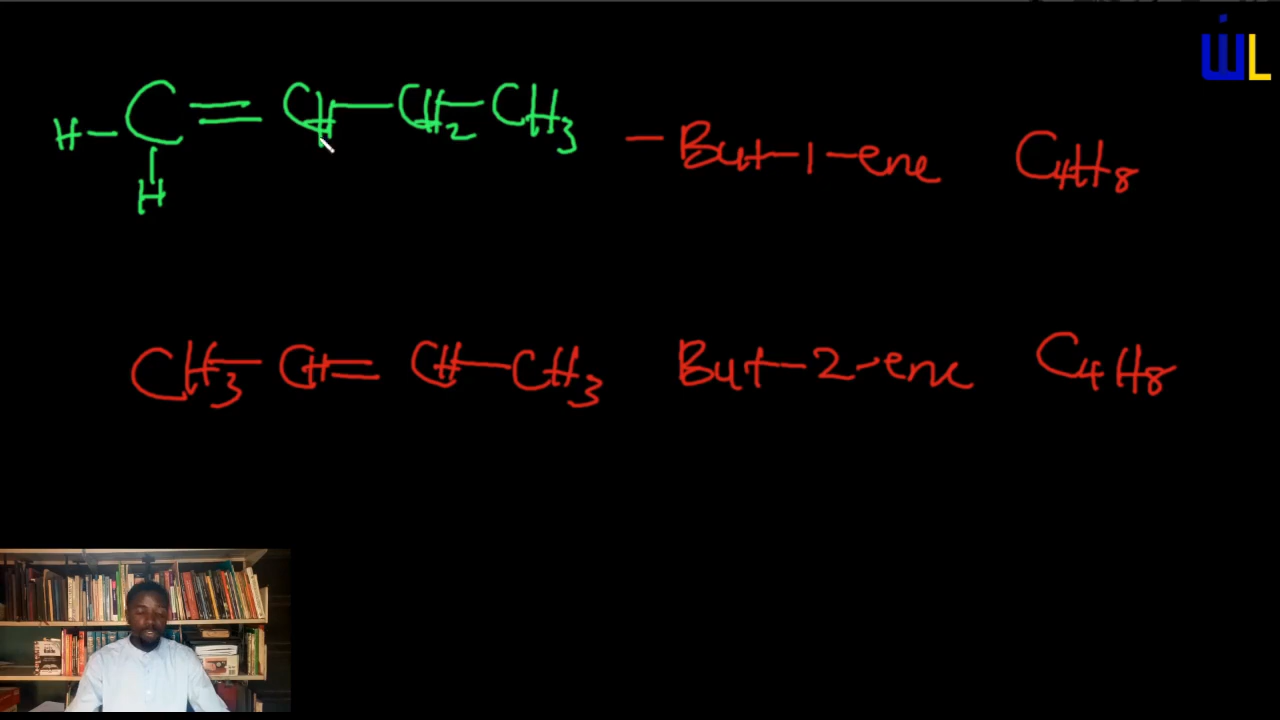 H-C=CH-CH2-CH3
H
- But-1-ene C4H8
CH3-CH=CH-CH3 But-2-ene C4H8
WL